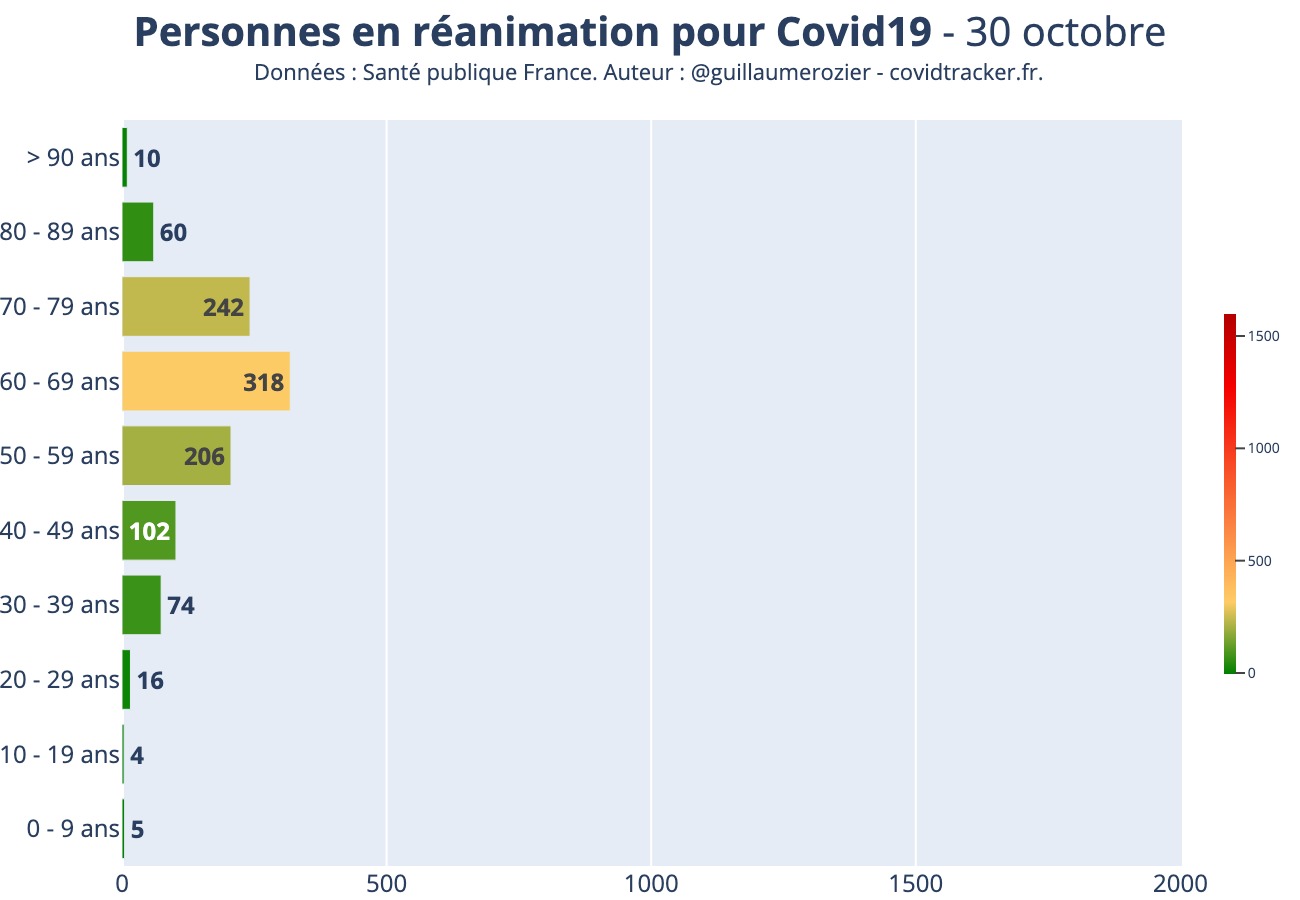 Personnes en réanimation pour Covid19 - 30 octobre
Données : Santé publique France. Auteur : @guillaumerozier - covidtracker.fr.
> 90 ans 10
80 - 89 ans 60
70 - 79 ans 242
60 - 69 ans 318
50 - 59 ans 206
40 - 49 ans 102
30 - 39 ans 74
20 - 29 ans 16
10 - 19 ans 4
0 - 9 ans 5
0 500 1000 1500 2000
1500
1000
500
0